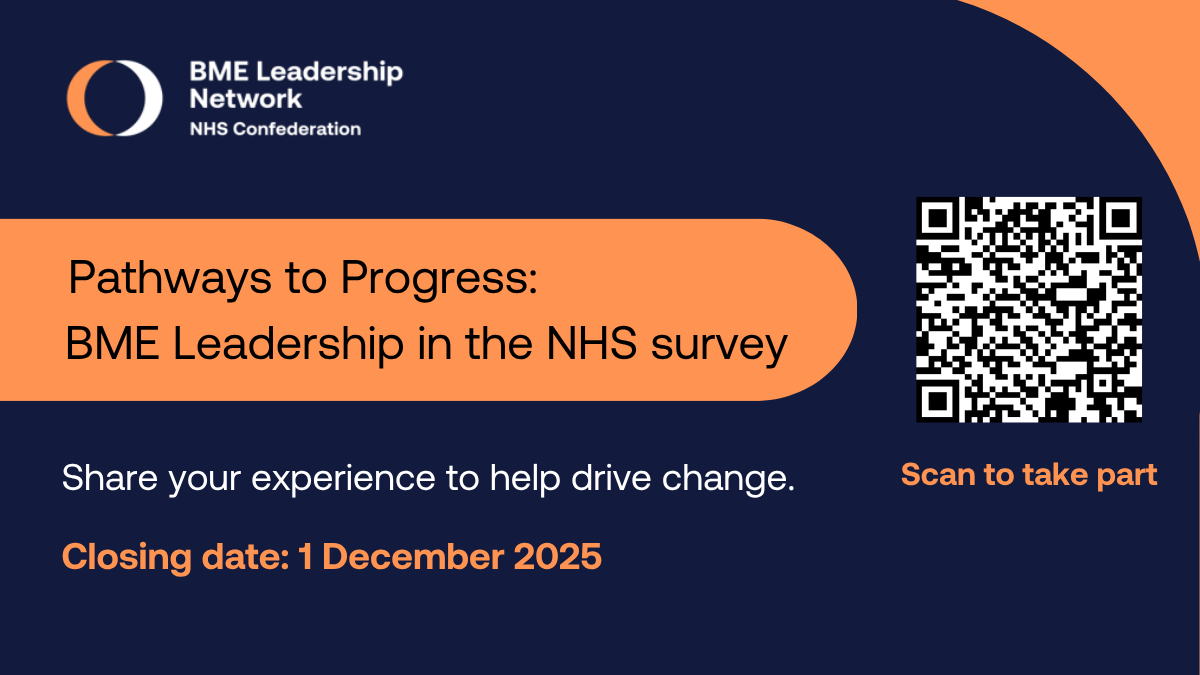 BME Leadership
Network
NHS Confederation
Pathways to Progress:
BME Leadership in the NHS survey
Share your experience to help drive change.
Scan to take part
Closing date: 1 December 2025